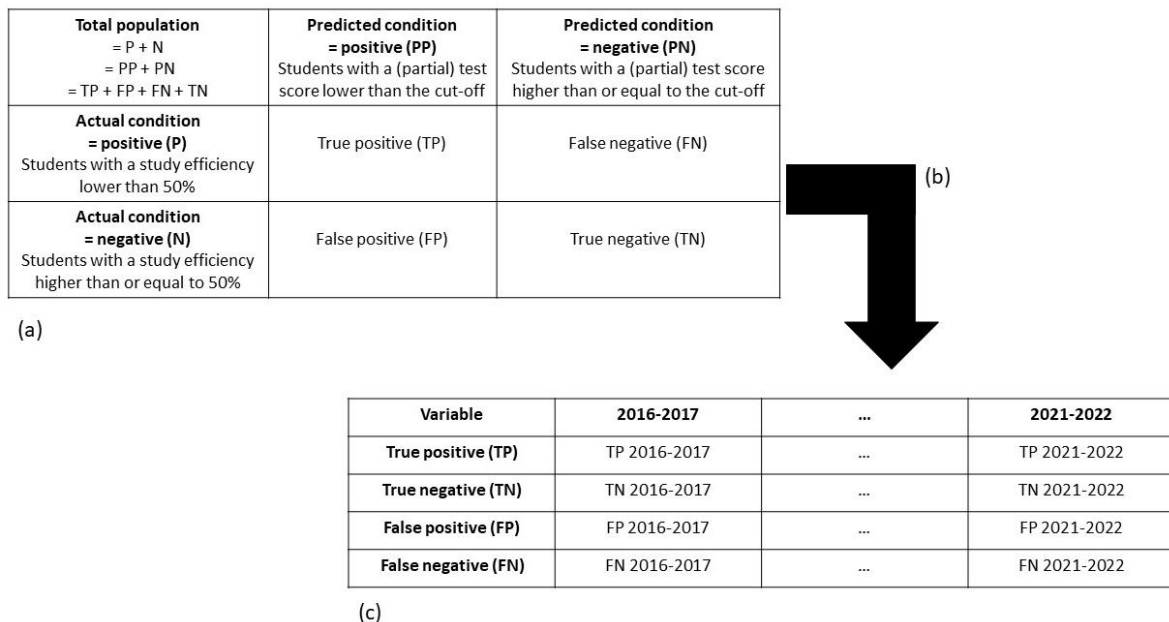 Total population
= P + N
= PP + PN
= TP + FP + FN + TN
Predicted condition
= positive (PP)
Students with a (partial) test
score lower than the cut-off
Predicted condition
= negative (PN)
Students with a (partial) test score
higher than or equal to the cut-off
Actual condition
= positive (P)
Students with a study efficiency
lower than 50%
True positive (TP)
False negative (FN)
Actual condition
= negative (N)
Students with a study efficiency
higher than or equal to 50%
False positive (FP)
True negative (TN)
(a)
(b)
Variable 2016-2017 ... 2021-2022
True positive (TP) TP 2016-2017 ... TP 2021-2022
True negative (TN) TN 2016-2017 ... TN 2021-2022
False positive (FP) FP 2016-2017 ... FP 2021-2022
False negative (FN) FN 2016-2017 ... FN 2021-2022
(c)